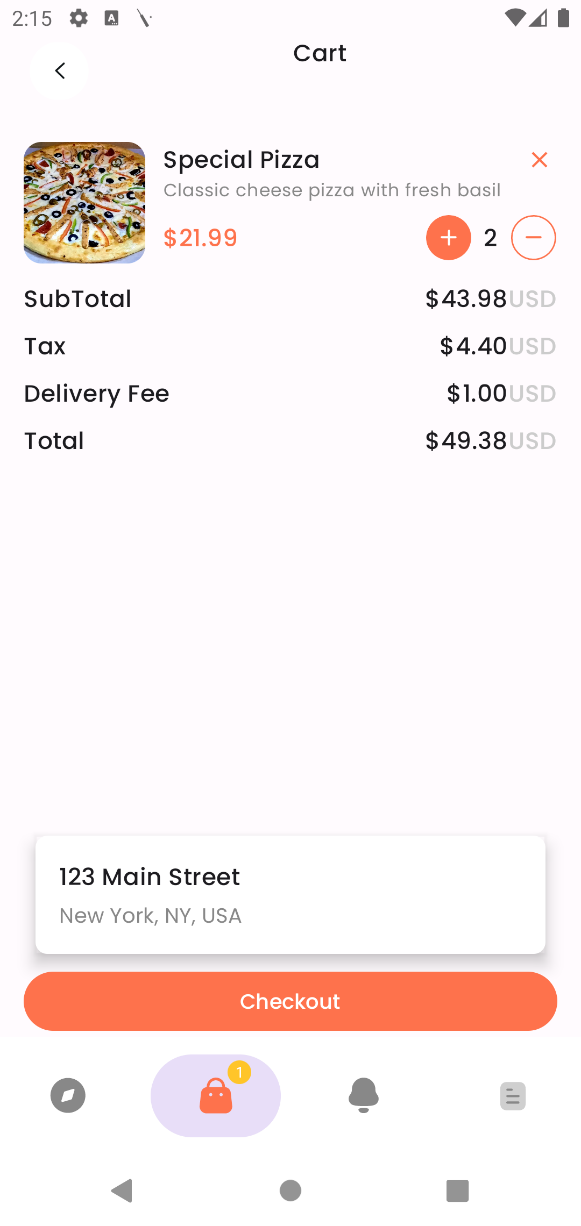 2:15
Cart
Special Pizza
Classic cheese pizza with fresh basil
$21.99
2
SubTotal $43.98USD
Tax $4.40USD
Delivery Fee $1.00USD
Total $49.38USD
123 Main Street
New York, NY, USA
Checkout
1